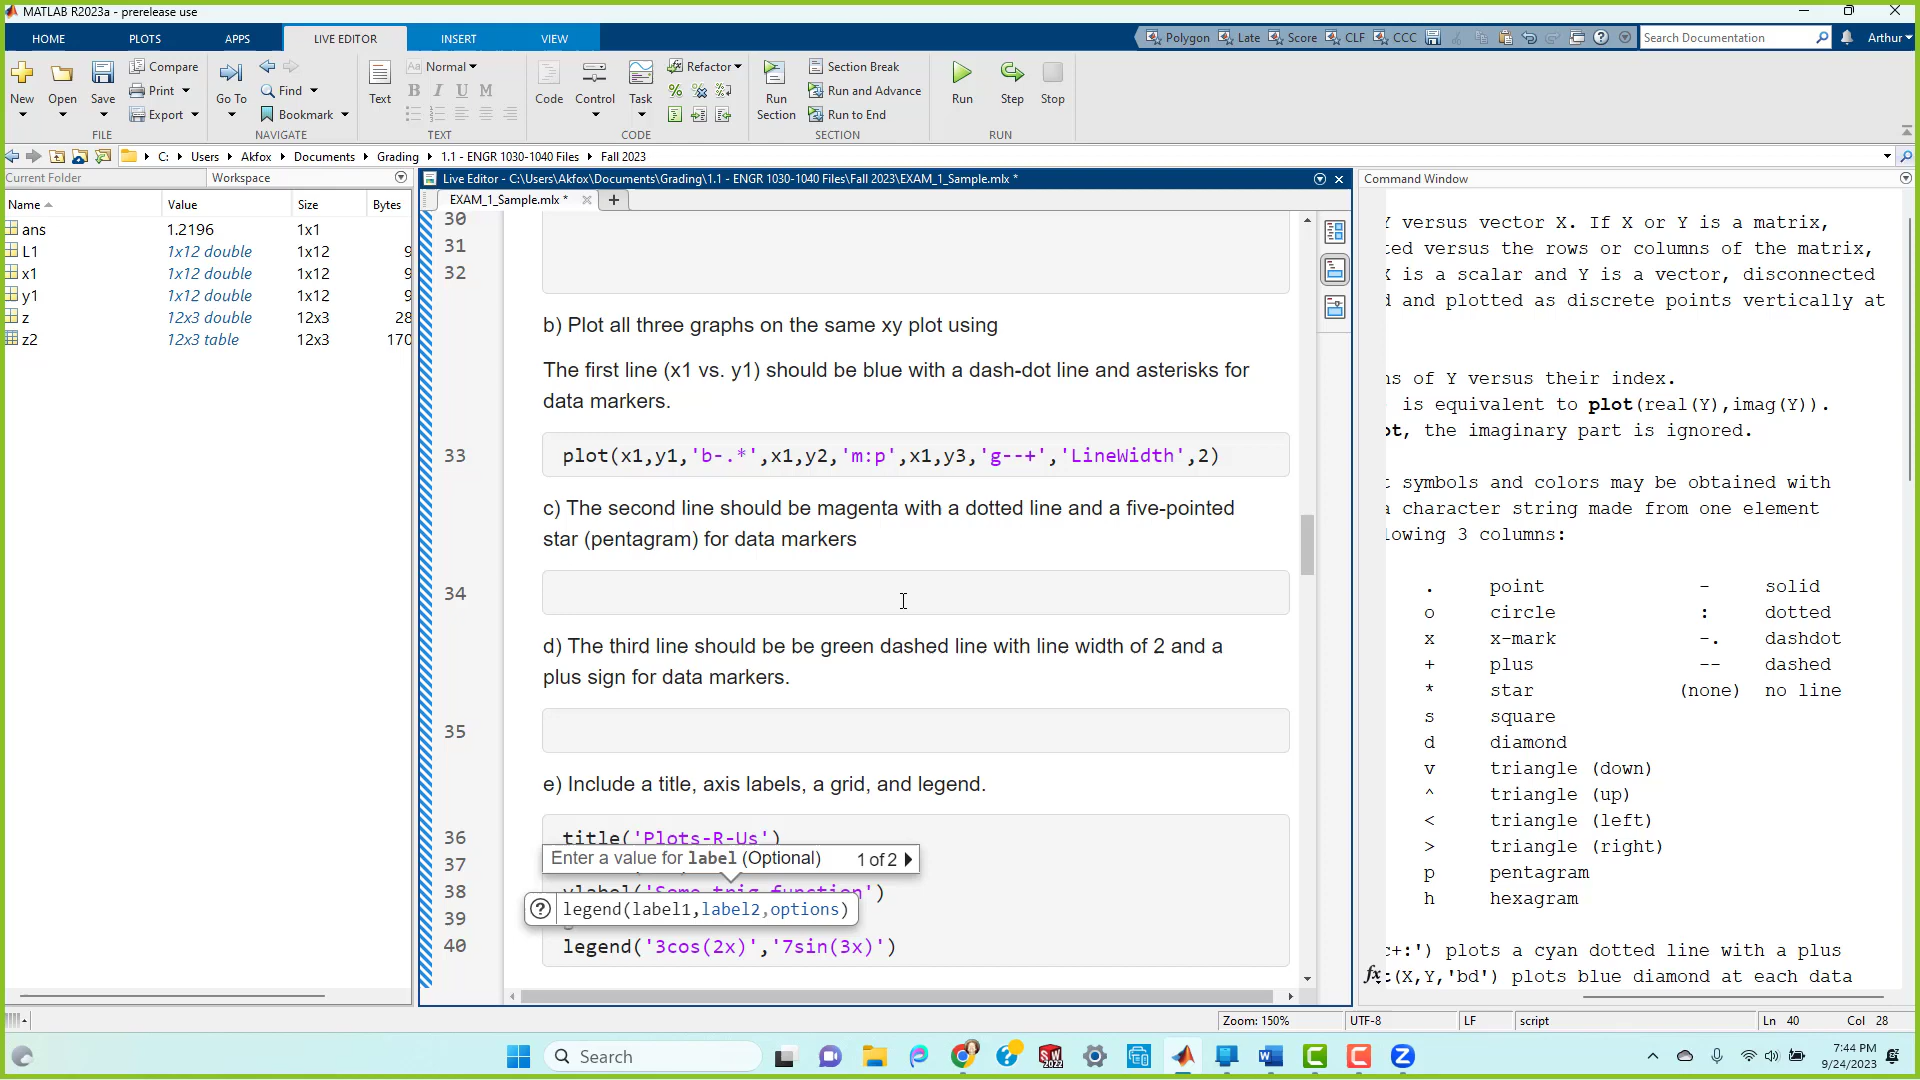 MATLAB R2023a - prerelease use
HOME PLOTS APPS LIVE EDITOR INSERT VIEW
Polygon Late Score CLF CCC
Search Documentation
Arthur
New
Open
Save
Compare
Print
Export
FILE
Go To
Find
Bookmark
NAVIGATE
Text
Aa Normal
B I U M
TEXT
Code
Control
Task
Refactor
CODE
Run
Section
Section Break
Run and Advance
Run to End
SECTION
Run
Step
Stop
RUN
C: Users Akfox Documents Grading 1.1 - ENGR 1030-1040 Files Fall 2023
Current Folder
Workspace
Name Value Size Bytes
ans 1.2196 1x1
L1 1x12 double 1x12 9
x1 1x12 double 1x12 9
y1 1x12 double 1x12 9
z 12x3 double 12x3 28
z2 12x3 table 12x3 170
Live Editor - C:\Users\Akfox\Documents\Grading\1.1 - ENGR 1030-1040 Files\Fall 2023\EXAM_1_Sample.mlx *
EXAM_1_Sample.mlx *
30
31
32
b) Plot all three graphs on the same xy plot using
The first line (x1 vs. y1) should be blue with a dash-dot line and asterisks for
data markers.
33 plot(x1,y1,'b-.*',x1,y2,'m:p',x1,y3,'g--+','LineWidth',2)
c) The second line should be magenta with a dotted line and a five-pointed
star (pentagram) for data markers
34
d) The third line should be be green dashed line with line width of 2 and a
plus sign for data markers.
35
e) Include a title, axis labels, a grid, and legend.
36 title('Plots-R-Us')
37
Enter a value for label (Optional) 1 of 2
38 ylabel('Some trig function')
39
legend(label1,label2,options)
40 legend('3cos(2x)','7sin(3x)')
Command Window
Y versus vector X. If X or Y is a matrix,
ted versus the rows or columns of the matrix,
X is a scalar and Y is a vector, disconnected
d and plotted as discrete points vertically at
ns of Y versus their index.
is equivalent to plot(real(Y),imag(Y)).
ot, the imaginary part is ignored.
t symbols and colors may be obtained with
a character string made from one element
lowing 3 columns:
. point - solid
o circle : dotted
x x-mark -. dashdot
+ plus -- dashed
* star (none) no line
s square
d diamond
v triangle (down)
^ triangle (up)
< triangle (left)
> triangle (right)
p pentagram
h hexagram
c+:') plots a cyan dotted line with a plus
fx (X,Y,'bd') plots blue diamond at each data
Zoom: 150% UTF-8 LF script Ln 40 Col 28
Search
7:44 PM
9/24/2023